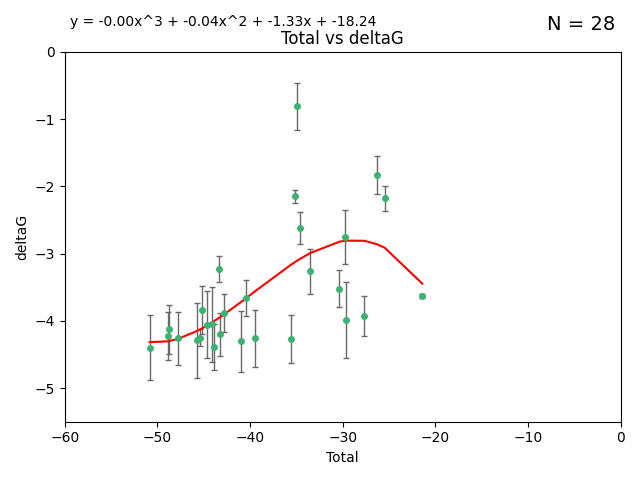 y = -0.00x^3 + -0.04x^2 + -1.33x + -18.24
N = 28
Total vs deltaG
0
−1
−2
−3
−4
−5
deltaG
−60 −50 −40 −30 −20 −10 0
Total